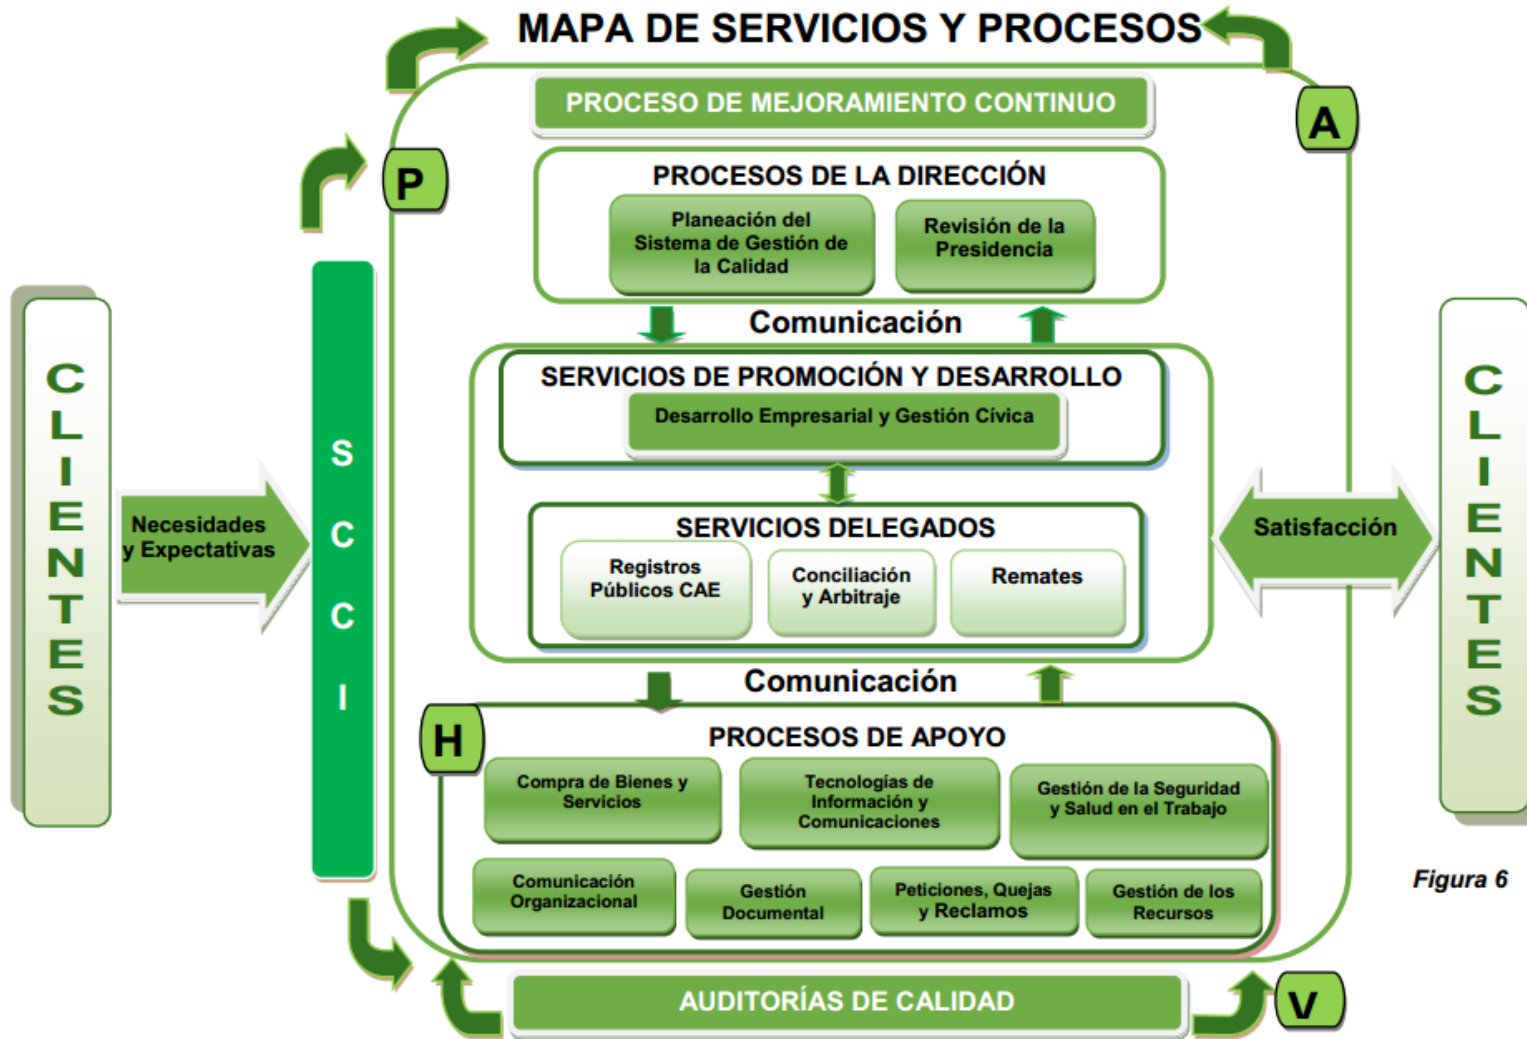 MAPA DE SERVICIOS Y PROCESOS
PROCESO DE MEJORAMIENTO CONTINUO
A
P
PROCESOS DE LA DIRECCIÓN
Planeación del
Sistema de Gestión de
la Calidad
Revisión de la
Presidencia
Comunicación
CLIENTES
Necesidades
y Expectativas
SCCI
SERVICIOS DE PROMOCIÓN Y DESARROLLO
Desarrollo Empresarial y Gestión Cívica
SERVICIOS DELEGADOS
Registros
Públicos CAE
Conciliación
y Arbitraje
Remates
Satisfacción
CLIENTES
Comunicación
H
PROCESOS DE APOYO
Compra de Bienes y
Servicios
Tecnologías de
Información y
Comunicaciones
Gestión de la Seguridad
y Salud en el Trabajo
Comunicación
Organizacional
Gestión
Documental
Peticiones, Quejas
y Reclamos
Gestión de los
Recursos
Figura 6
AUDITORÍAS DE CALIDAD
V